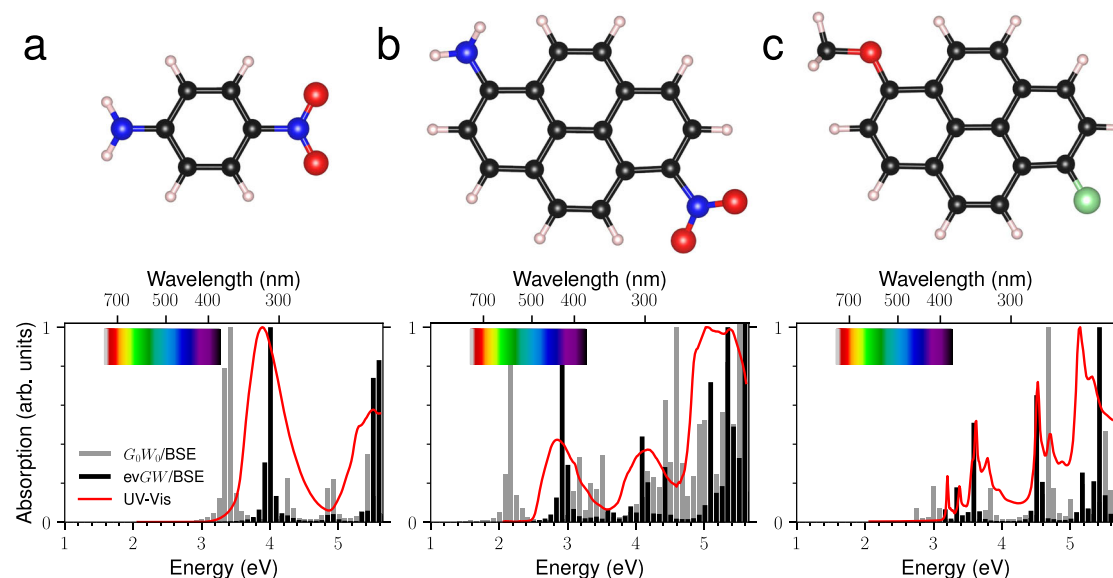 a
b
c
Wavelength (nm)
Wavelength (nm)
Wavelength (nm)
700 500 400 300
700 500 400 300
700 500 400 300
Absorption (arb. units)
1
0
G₀W₀/BSE
evGW/BSE
UV-Vis
1
0
1
0
1 2 3 4 5
1 2 3 4 5
1 2 3 4 5
Energy (eV)
Energy (eV)
Energy (eV)